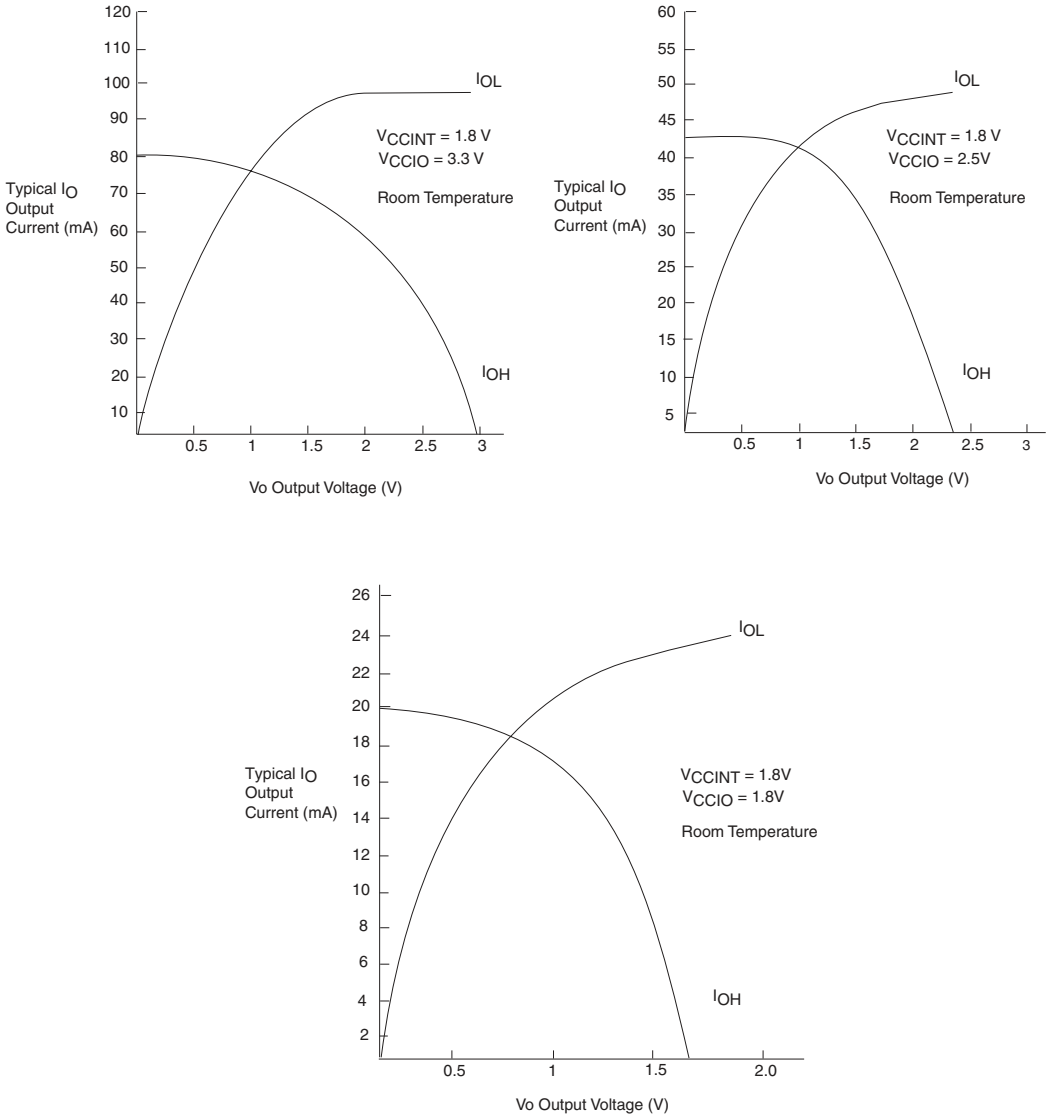 120
110
100
90
80
70
60
50
40
30
20
10
Typical IO
Output
Current (mA)
IOL
VCCINT = 1.8 V
VCCIO = 3.3 V
Room Temperature
IOH
0.5 1 1.5 2 2.5 3
Vo Output Voltage (V)
60
55
50
45
40
35
30
25
20
15
10
5
Typical IO
Output
Current (mA)
IOL
VCCINT = 1.8 V
VCCIO = 2.5V
Room Temperature
IOH
0.5 1 1.5 2 2.5 3
Vo Output Voltage (V)
26
24
22
20
18
16
14
12
10
8
6
4
2
Typical IO
Output
Current (mA)
IOL
VCCINT = 1.8V
VCCIO = 1.8V
Room Temperature
IOH
0.5 1 1.5 2.0
Vo Output Voltage (V)